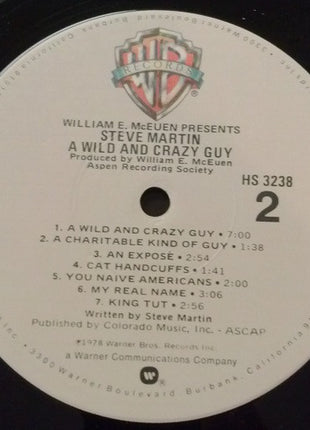 WB
RECORDS
WILLIAM E. McEUEN PRESENTS
STEVE MARTIN
A WILD AND CRAZY GUY
Produced by William E. McEuen
Aspen Recording Society
HS 3238
2
1. A WILD AND CRAZY GUY • 7:00
2. A CHARITABLE KIND OF GUY • 1:38
3. AN EXPOSÉ • :54
4. CAT HANDCUFFS • 1:41
5. YOU NAIVE AMERICANS • 2:00
6. MY REAL NAME • 3:06
7. KING TUT • 2:56
Written by Steve Martin
Published by Colorado Music, Inc. - ASCAP
℗1978 Warner Bros. Records Inc.
a Warner Communications Company
3300 Warner Boulevard, Burbank, California